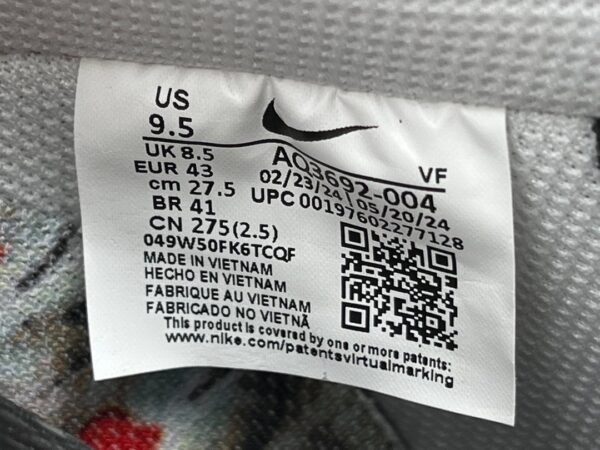 US
9.5
UK 8.5
EUR 43
cm 27.5
BR 41
CN 275(2.5)
AQ3692-004 VF
02/23/24 | 05/20/24
UPC 00197602277128
049W50FK6TCQF
MADE IN VIETNAM
HECHO EN VIETNAM
FABRIQUE AU VIETNAM
FABRICADO NO VIETNÃ
This product is covered by one or more patents:
www.nike.com/patentsvirtualmarking